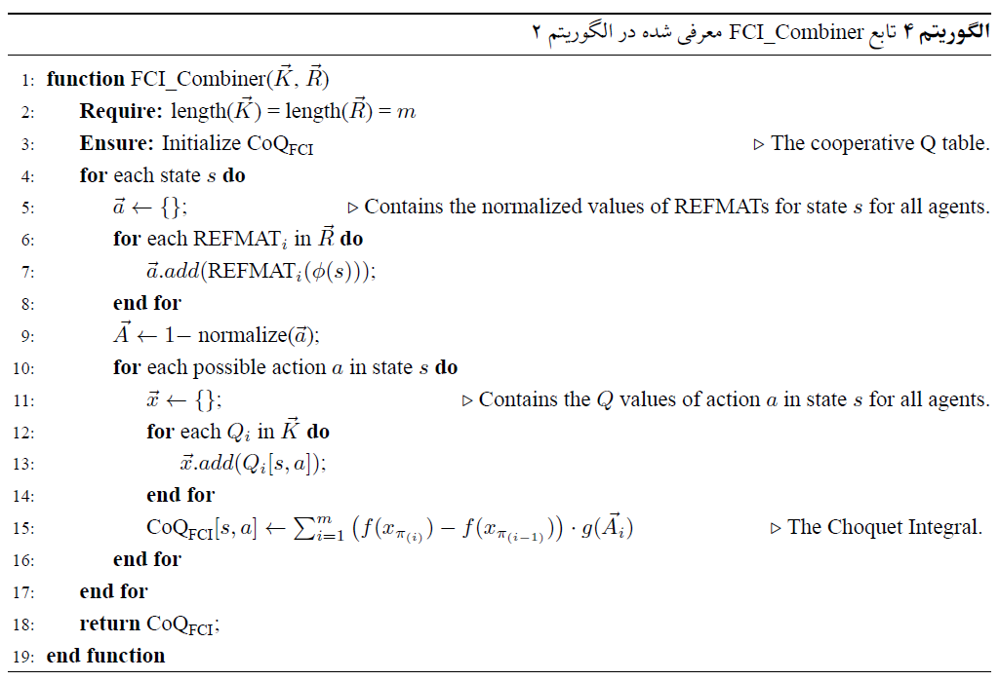 الگوریتم ۴ تابع FCI_Combiner معرفی شده در الگوریتم ۲
1: function FCI_Combiner(K⃗, R⃗)
2: Require: length(K⃗) = length(R⃗) = m
3: Ensure: Initialize CoQ_FCI ▷ The cooperative Q table.
4: for each state s do
5: a⃗ ← {}; ▷ Contains the normalized values of REFMATs for state s for all agents.
6: for each REFMAT_i in R⃗ do
7: a⃗.add(REFMAT_i(ϕ(s)));
8: end for
9: A⃗ ← 1− normalize(a⃗);
10: for each possible action a in state s do
11: x⃗ ← {}; ▷ Contains the Q values of action a in state s for all agents.
12: for each Q_i in K⃗ do
13: x⃗.add(Q_i[s, a]);
14: end for
15: CoQ_FCI[s, a] ← ∑_{i=1}^{m} (f(x_{π_(i)}) − f(x_{π_(i−1)})) · g(A⃗_i) ▷ The Choquet Integral.
16: end for
17: end for
18: return CoQ_FCI;
19: end function